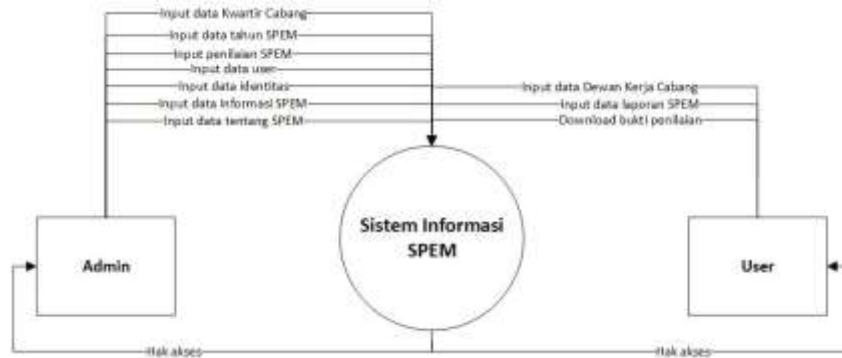 Input data Kwartir Cabang
Input data tahun SPEM
Input penilaian SPEM
Input data user
Input data identitas
Input data Informasi SPEM
Input data tentang SPEM
Input data Dewan Kerja Cabang
Input data laporan SPEM
Download bukti penilaian
Sistem Informasi
SPEM
Admin
User
Hak akses
Hak akses